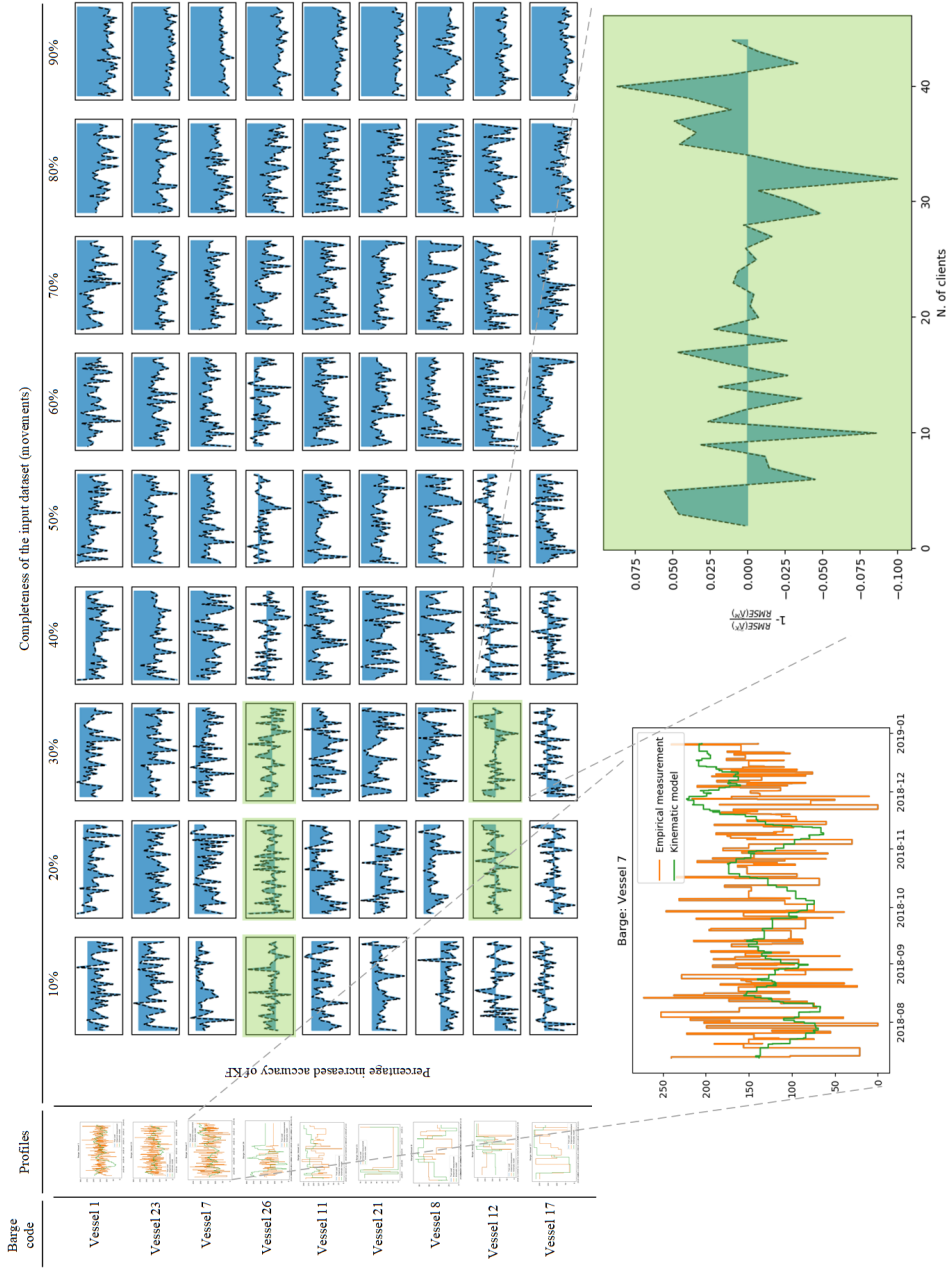 Barge
code
Profiles
Completeness of the input dataset (movements)
10%
20%
30%
40%
50%
60%
70%
80%
90%
Vessel 1
Vessel 23
Vessel 7
Vessel 26
Vessel 11
Vessel 21
Vessel 18
Vessel 12
Vessel 17
Percentage increased accuracy of KF
Barge: Vessel 7
Empirical measurement
Kinematic model
250
200
150
100
50
0
2018-08
2018-09
2018-10
2018-11
2018-12
2019-01
0.075
0.050
0.025
0.000
−0.025
−0.050
−0.075
−0.100
0
10
20
30
40
N. of clients